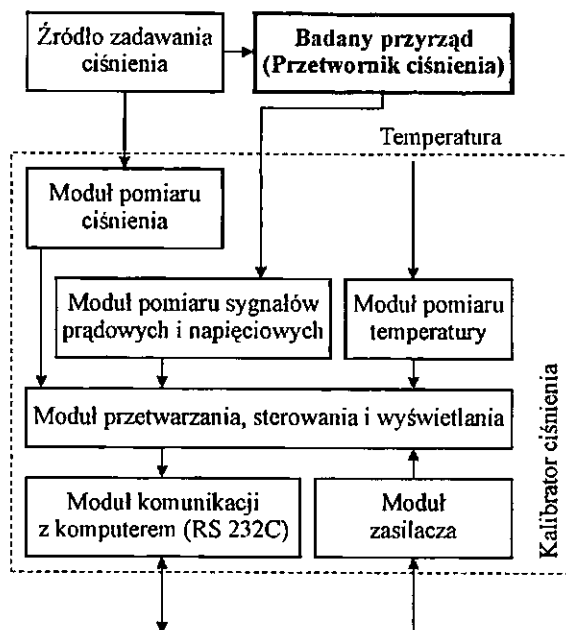 Źródło zadawania
ciśnienia
Badany przyrząd
(Przetwornik ciśnienia)
Temperatura
Moduł pomiaru
ciśnienia
Moduł pomiaru sygnałów
prądowych i napięciowych
Moduł pomiaru
temperatury
Moduł przetwarzania, sterowania i wyświetlania
Moduł komunikacji
z komputerem (RS 232C)
Moduł
zasilacza
Kalibrator ciśnienia